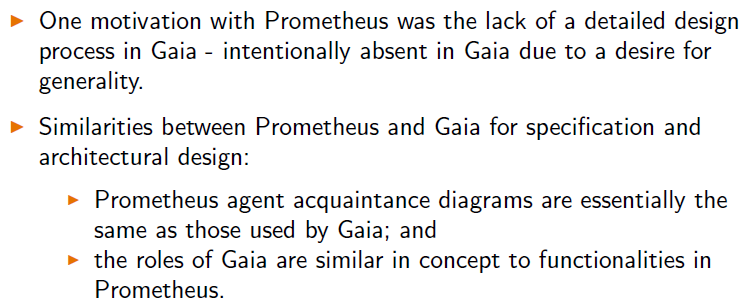 ▶ One motivation with Prometheus was the lack of a detailed design
process in Gaia - intentionally absent in Gaia due to a desire for
generality.
▶ Similarities between Prometheus and Gaia for specification and
architectural design:
▶ Prometheus agent acquaintance diagrams are essentially the
same as those used by Gaia; and
▶ the roles of Gaia are similar in concept to functionalities in
Prometheus.